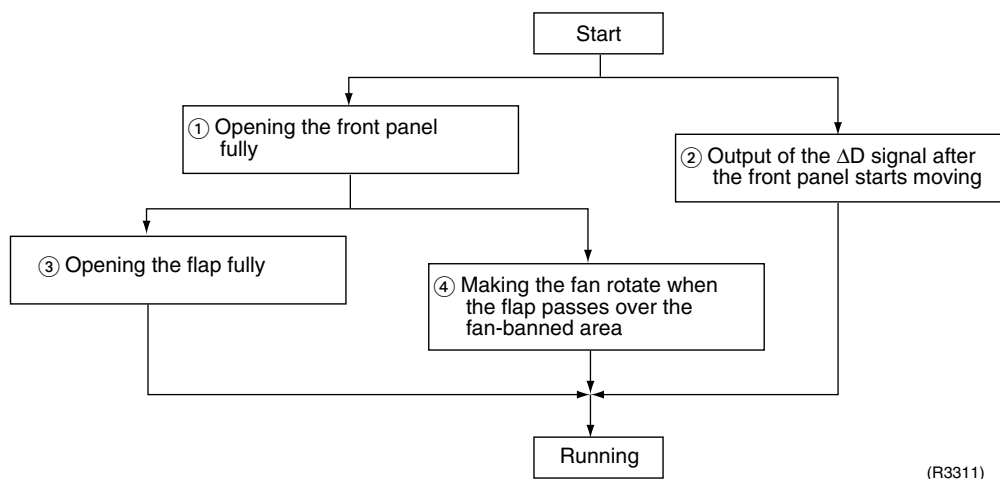 Start
① Opening the front panel
fully
② Output of the ΔD signal after
the front panel starts moving
③ Opening the flap fully
④ Making the fan rotate when
the flap passes over the
fan-banned area
Running
(R3311)